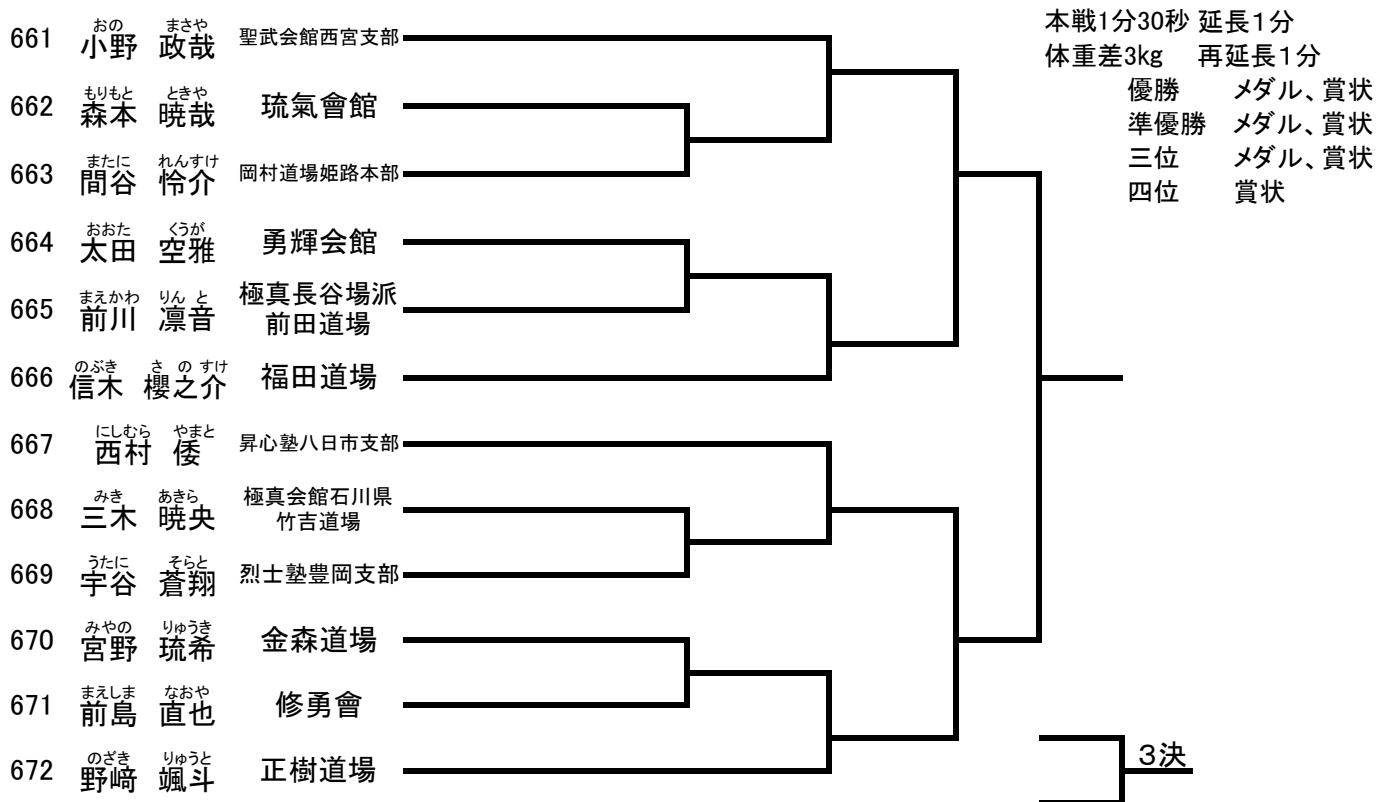 本戦1分30秒 延長1分
体重差3kg 再延長1分
優勝 メダル、賞状
準優勝 メダル、賞状
三位 メダル、賞状
四位 賞状
おの まさや
661 小野 政哉 聖武会館西宮支部
もりもと ときや
662 森本 暁哉 琉氣會館
またに れんすけ
663 間谷 怜介 岡村道場姫路本部
おおた くうが
664 太田 空雅 勇輝会館
まえかわ りん と
665 前川 凛音 極真長谷場派
前田道場
のぶき さ の すけ
666 信木 櫻之介 福田道場
にしむら やまと
667 西村 倭 昇心塾八日市支部
みき あきら
668 三木 暁央 極真会館石川県
竹吉道場
うたに そらと
669 宇谷 蒼翔 烈士塾豊岡支部
みやの りゅうき
670 宮野 琉希 金森道場
まえしま なおや
671 前島 直也 修勇會
のざき りゅうと
672 野﨑 颯斗 正樹道場
3決